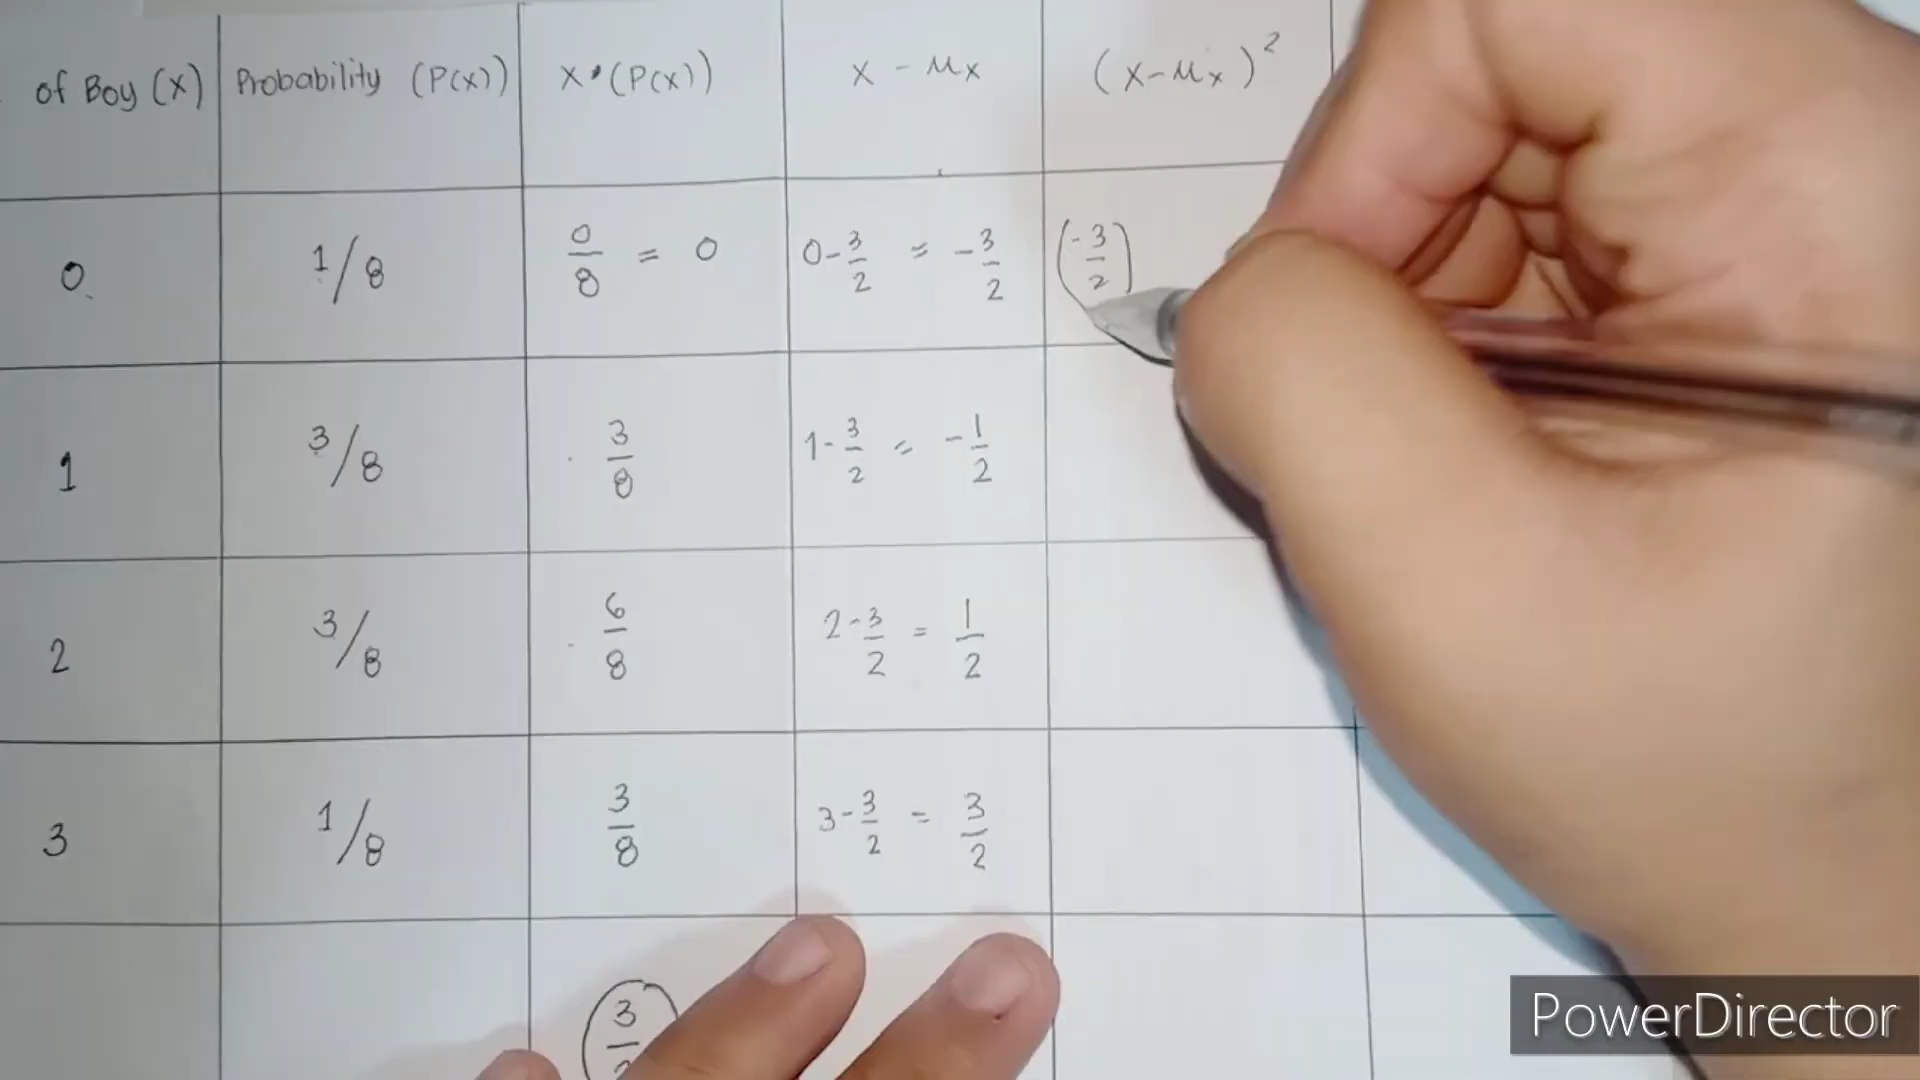 of Boy (X) Probability (P(x)) X•(P(x)) X - μx (X-μx)²
0 1/8 0/8 = 0 0-3/2 = -3/2 (-3/2)
1 3/8 3/8 1-3/2 = -1/2
2 3/8 6/8 2-3/2 = 1/2
3 1/8 3/8 3-3/2 = 3/2
3
PowerDirector